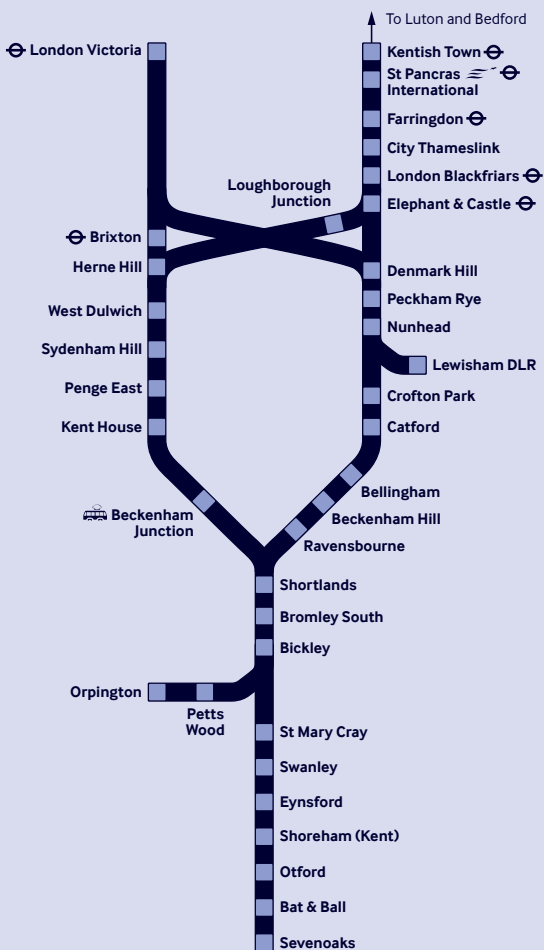 To Luton and Bedford
London Victoria
Kentish Town
St Pancras
International
Farringdon
City Thameslink
London Blackfriars
Elephant & Castle
Loughborough
Junction
Brixton
Herne Hill
West Dulwich
Sydenham Hill
Penge East
Kent House
Denmark Hill
Peckham Rye
Nunhead
Lewisham DLR
Crofton Park
Catford
Bellingham
Beckenham Hill
Ravensbourne
Beckenham
Junction
Shortlands
Bromley South
Bickley
Orpington
Petts
Wood
St Mary Cray
Swanley
Eynsford
Shoreham (Kent)
Otford
Bat & Ball
Sevenoaks